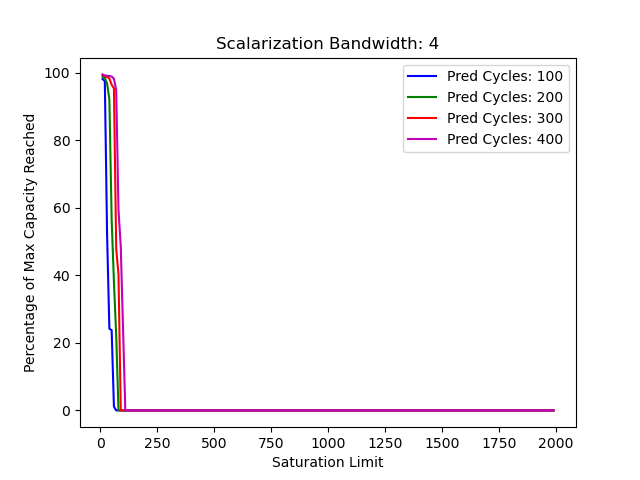 Scalarization Bandwidth: 4
Percentage of Max Capacity Reached
100
80
60
40
20
0
Pred Cycles: 100
Pred Cycles: 200
Pred Cycles: 300
Pred Cycles: 400
0 250 500 750 1000 1250 1500 1750 2000
Saturation Limit